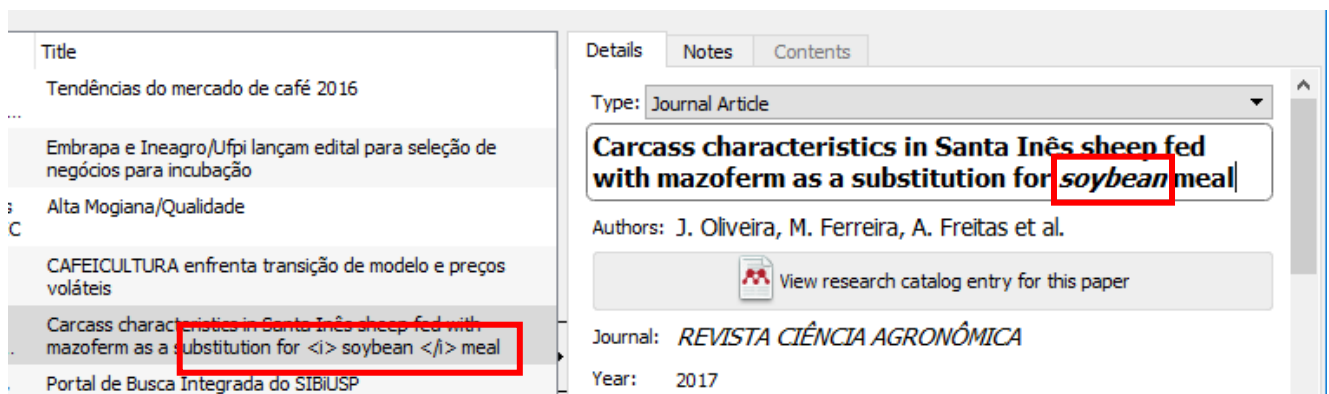 Title
Tendências do mercado de café 2016
...
Embrapa e Ineagro/Ufpi lançam edital para seleção de
negócios para incubação
s
Alta Mogiana/Qualidade
C
CAFEICULTURA enfrenta transição de modelo e preços
voláteis
Carcass characteristics in Santa Inês sheep fed with
mazoferm as a substitution for <i> soybean </i> meal
Portal de Busca Integrada do SIBiUSP
Details Notes Contents
Type: Journal Article
Carcass characteristics in Santa Inês sheep fed
with mazoferm as a substitution for soybean meal
Authors: J. Oliveira, M. Ferreira, A. Freitas et al.
View research catalog entry for this paper
Journal: REVISTA CIÊNCIA AGRONÔMICA
Year: 2017